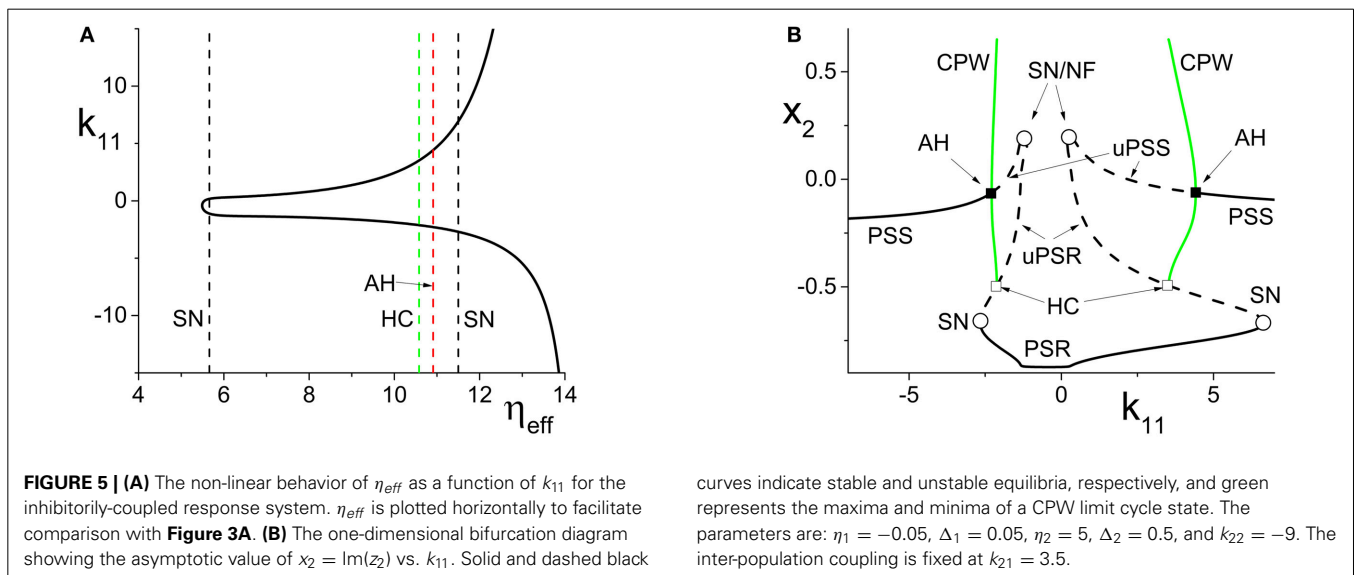 A
10
k11
0
-10
SN
HC
AH
SN
4 6 8 10 12 14
ηeff
B
0.5
x2
0.0
-0.5
CPW
SN/NF
CPW
AH
uPSS
AH
PSS
PSS
uPSR
HC
SN
SN
PSR
-5 0 5
k11
FIGURE 5 | (A) The non-linear behavior of ηeff as a function of k11 for the
inhibitorily-coupled response system. ηeff is plotted horizontally to facilitate
comparison with Figure 3A. (B) The one-dimensional bifurcation diagram
showing the asymptotic value of x2 = Im(z2) vs. k11. Solid and dashed black
curves indicate stable and unstable equilibria, respectively, and green
represents the maxima and minima of a CPW limit cycle state. The
parameters are: η1 = −0.05, Δ1 = 0.05, η2 = 5, Δ2 = 0.5, and k22 = −9. The
inter-population coupling is fixed at k21 = 3.5.